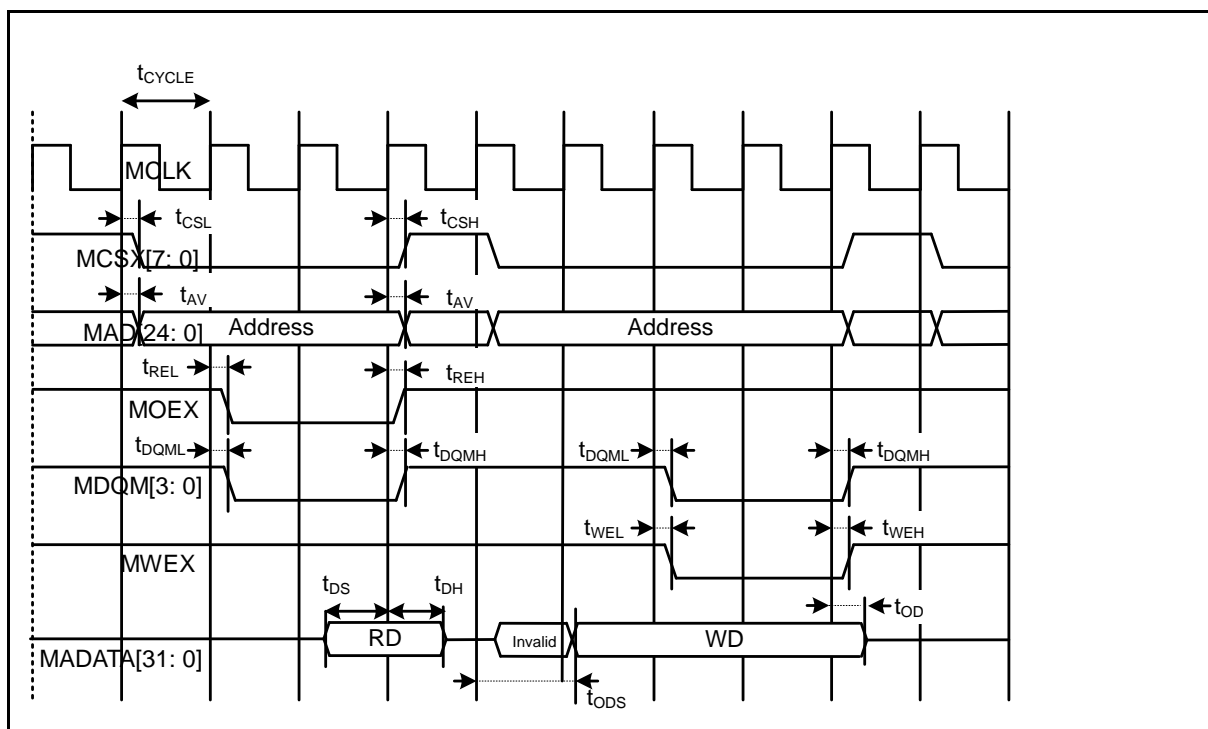 tCYCLE
MCLK
tCSL tCSH
MCSX[7: 0]
tAV tAV
MAD[24: 0] Address Address
tREL tREH
MOEX
tDQML tDQMH tDQML tDQMH
MDQM[3: 0]
tWEL tWEH
MWEX
tDS tDH
tOD
RD Invalid WD
MADATA[31: 0]
tODS